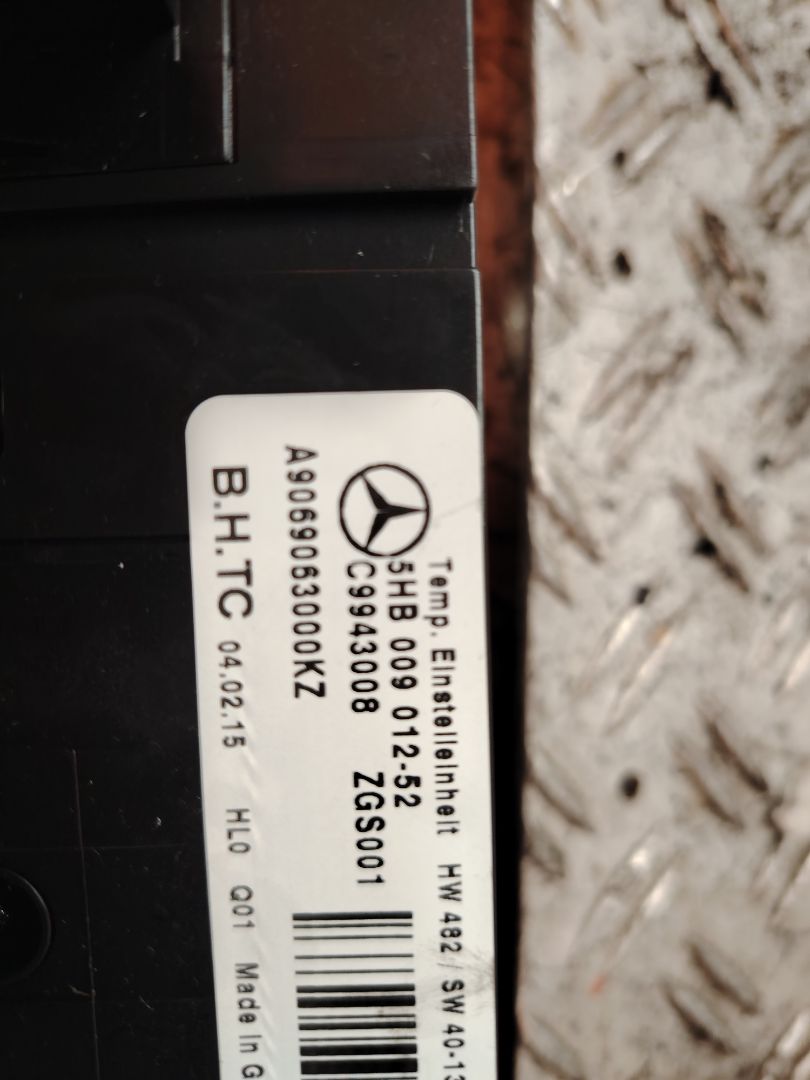 Temp. Einstelleinheit HW 482 / SW 40-13
5HB 009 012-52
C9943008 ZGS001
A9069063000KZ
B.H.TC 04.02.15 HL0 Q01 Made in G